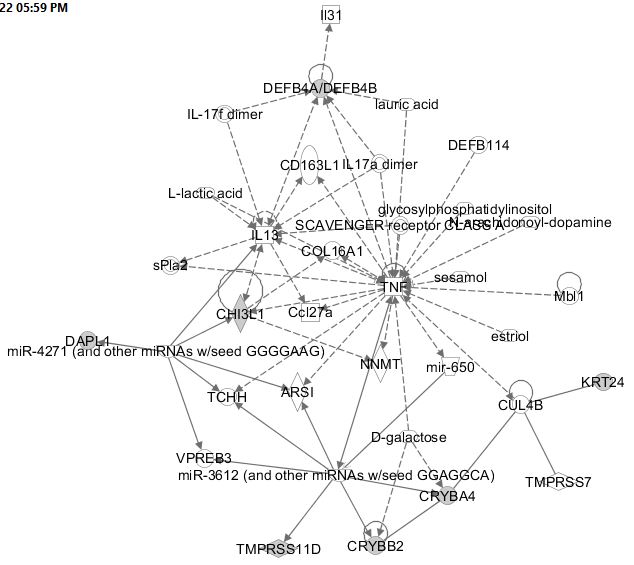 22 05:59 PM
Il31
DEFB4A/DEFB4B
lauric acid
IL-17f dimer
DEFB114
CD163L1 IL17a dimer
L-lactic acid
glycosylphosphatidylinositol
SCAVENGER receptor CLASS A
N-arachidonoyl-dopamine
IL13
COL16A1
sPla2
TNF
sesamol
Mbl1
CHI3L1
Ccl27a
DAPL1
estriol
miR-4271 (and other miRNAs w/seed GGGGAAG)
NNMT
mir-650
KRT24
TCHH
ARSI
CUL4B
D-galactose
VPREB3
miR-3612 (and other miRNAs w/seed GGAGGCA)
TMPRSS7
CRYBA4
TMPRSS11D
CRYBB2